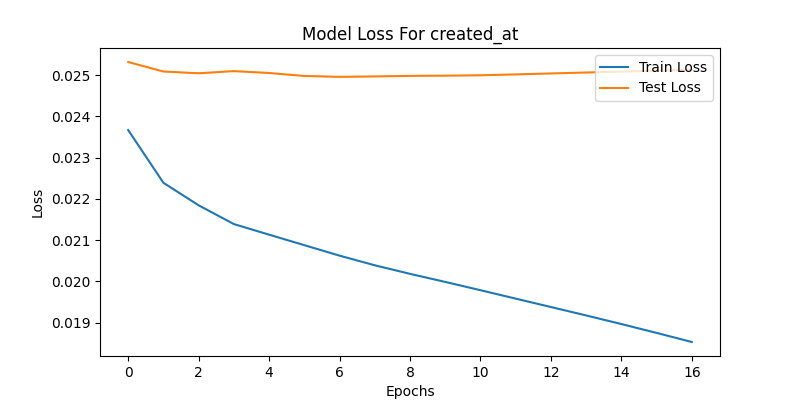 Model Loss For created_at
Train Loss
Test Loss
0.025
0.024
0.023
0.022
0.021
0.020
0.019
Loss
0 2 4 6 8 10 12 14 16
Epochs